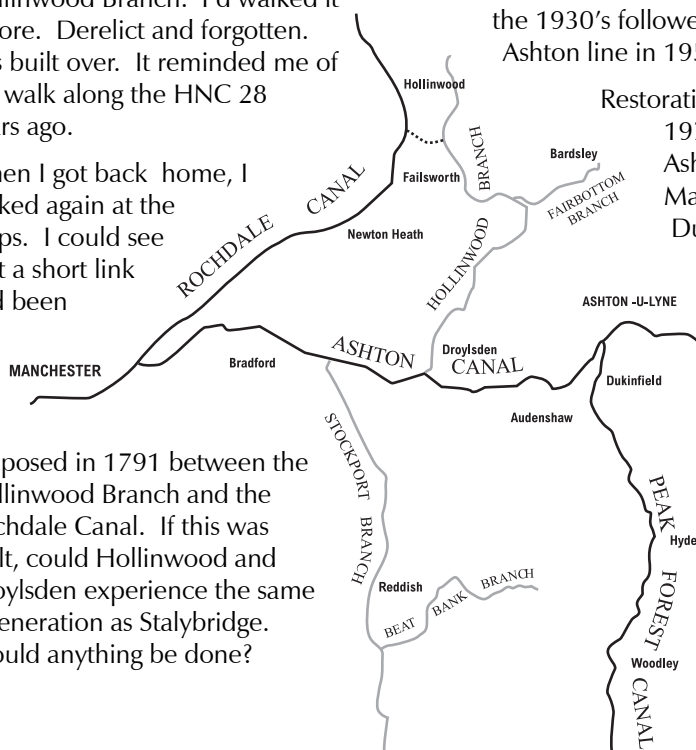 llinwood Branch. I'd walked it
ore. Derelict and forgotten.
s built over. It reminded me of
walk along the HNC 28
rs ago.
hen I got back home, I
ked again at the
ps. I could see
t a short link
d been
posed in 1791 between the
llinwood Branch and the
chdale Canal. If this was
lt, could Hollinwood and
oylsden experience the same
eneration as Stalybridge.
ould anything be done?
the 1930's followe
Ashton line in 195
Restorati
Ash
Ma
Du
Hollinwood
BRANCH
Bardsley
Failsworth
FAIRBOTTOM
BRANCH
ROCHDALE CANAL
Newton Heath
HOLLINWOOD
ASHTON -U-LYNE
MANCHESTER
Bradford
ASHTON CANAL
Droylsden
Dukinfield
Audenshaw
STOCKPORT BRANCH
PEAK FOREST CANAL
Hyde
Reddish
BEAT BANK BRANCH
Woodley